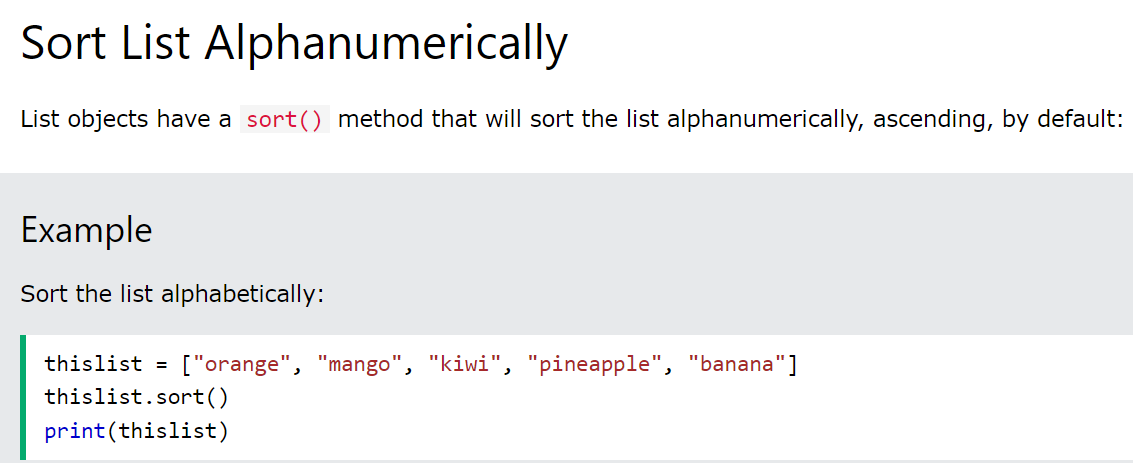 Sort List Alphanumerically
List objects have a sort() method that will sort the list alphanumerically, ascending, by default:
Example
Sort the list alphabetically:
thislist = ["orange", "mango", "kiwi", "pineapple", "banana"]
thislist.sort()
print(thislist)